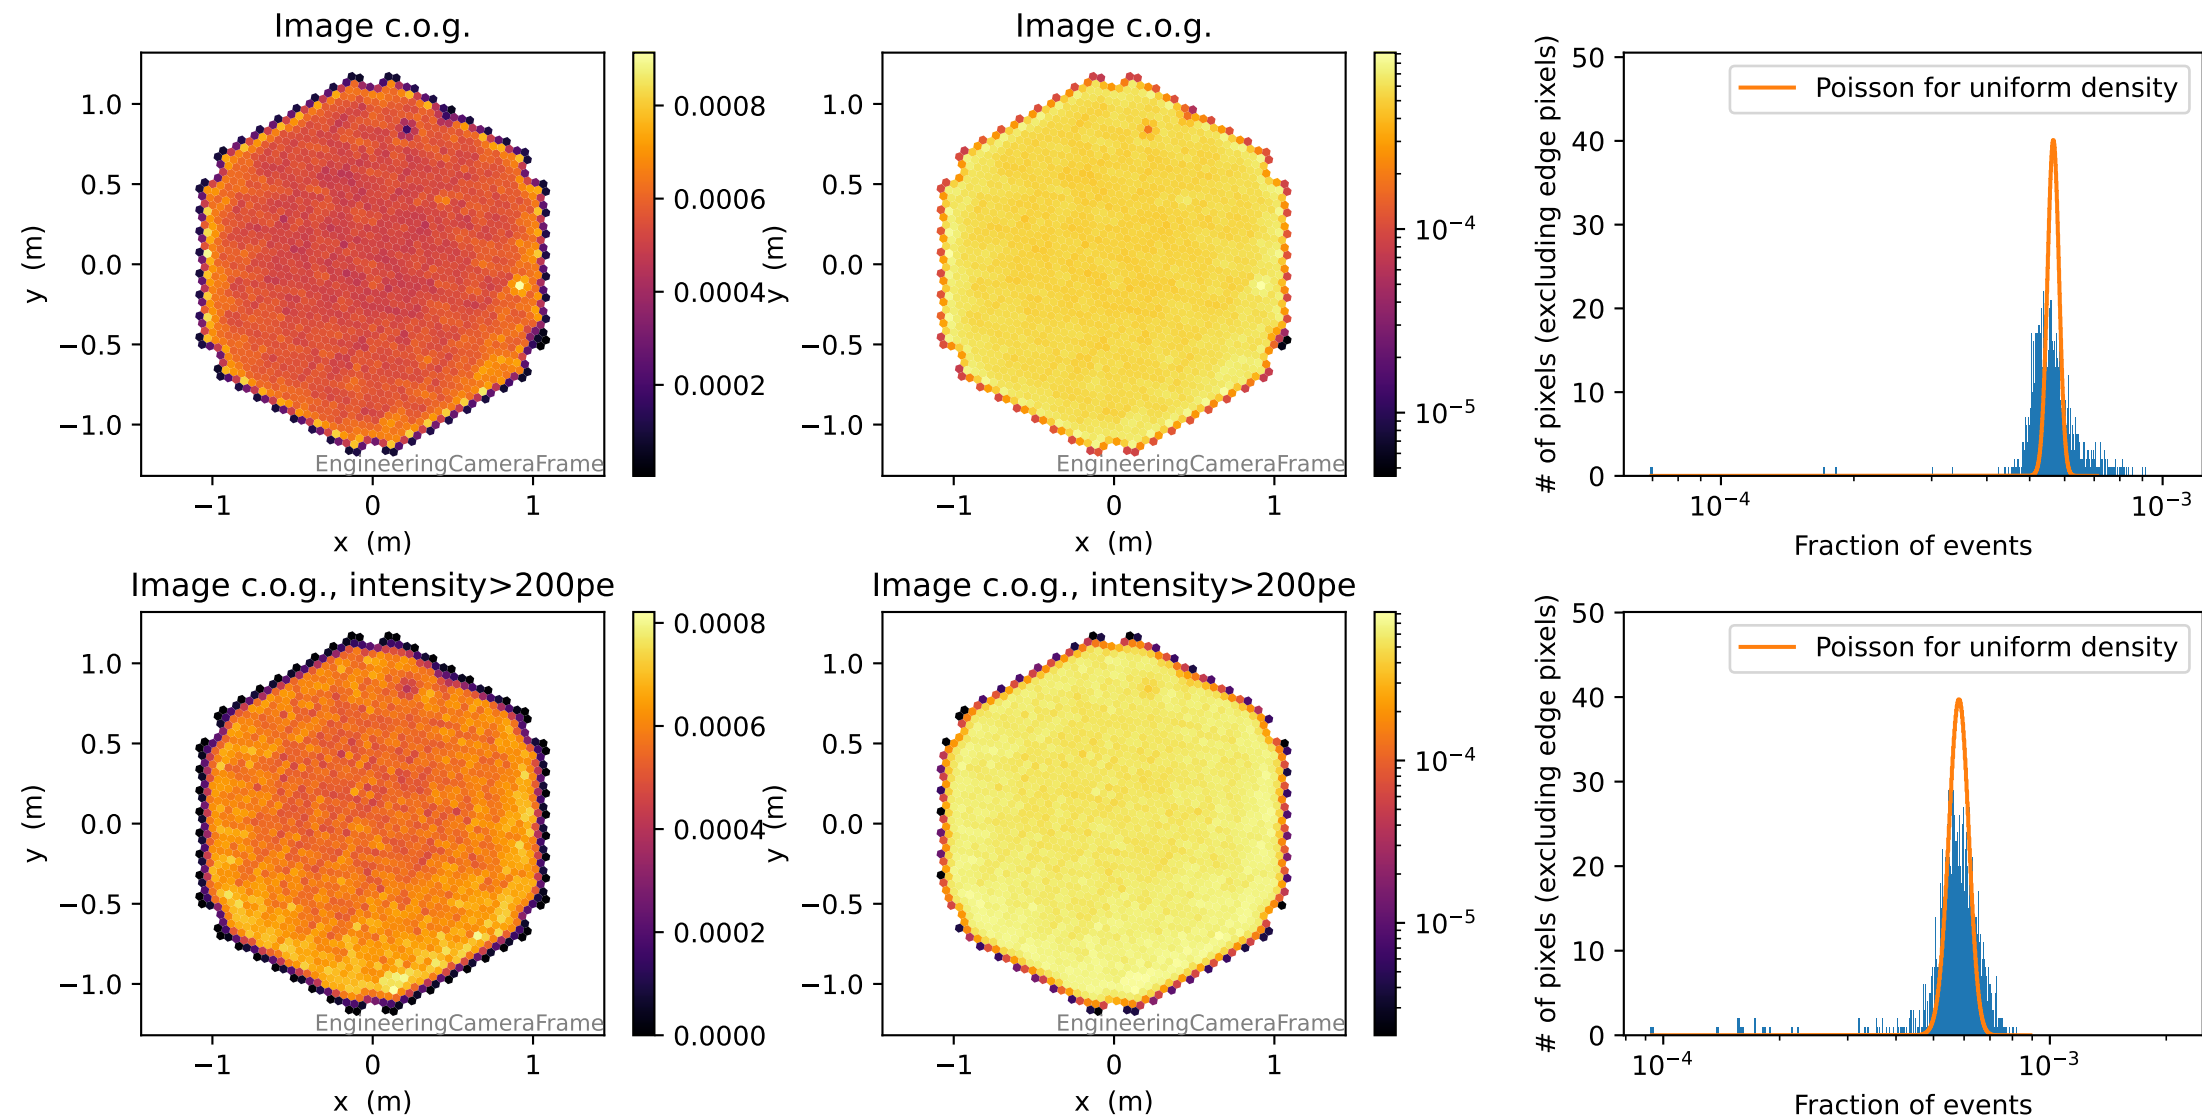 Image c.o.g.
1.0
0.5
0.0
−0.5
−1.0
y (m)
−1 0 1
x (m)
EngineeringCameraFrame
0.0008
0.0006
0.0004
0.0002
Image c.o.g.
1.0
0.5
0.0
−0.5
−1.0
y (m)
−1 0 1
x (m)
EngineeringCameraFrame
10⁻⁴
10⁻⁵
Poisson for uniform density
50
40
30
20
10
0
# of pixels (excluding edge pixels)
10⁻⁴ 10⁻³
Fraction of events
Image c.o.g., intensity>200pe
1.0
0.5
0.0
−0.5
−1.0
y (m)
−1 0 1
x (m)
EngineeringCameraFrame
0.0008
0.0006
0.0004
0.0002
0.0000
Image c.o.g., intensity>200pe
1.0
0.5
0.0
−0.5
−1.0
y (m)
−1 0 1
x (m)
EngineeringCameraFrame
10⁻⁴
10⁻⁵
Poisson for uniform density
50
40
30
20
10
0
# of pixels (excluding edge pixels)
10⁻⁴ 10⁻³
Fraction of events